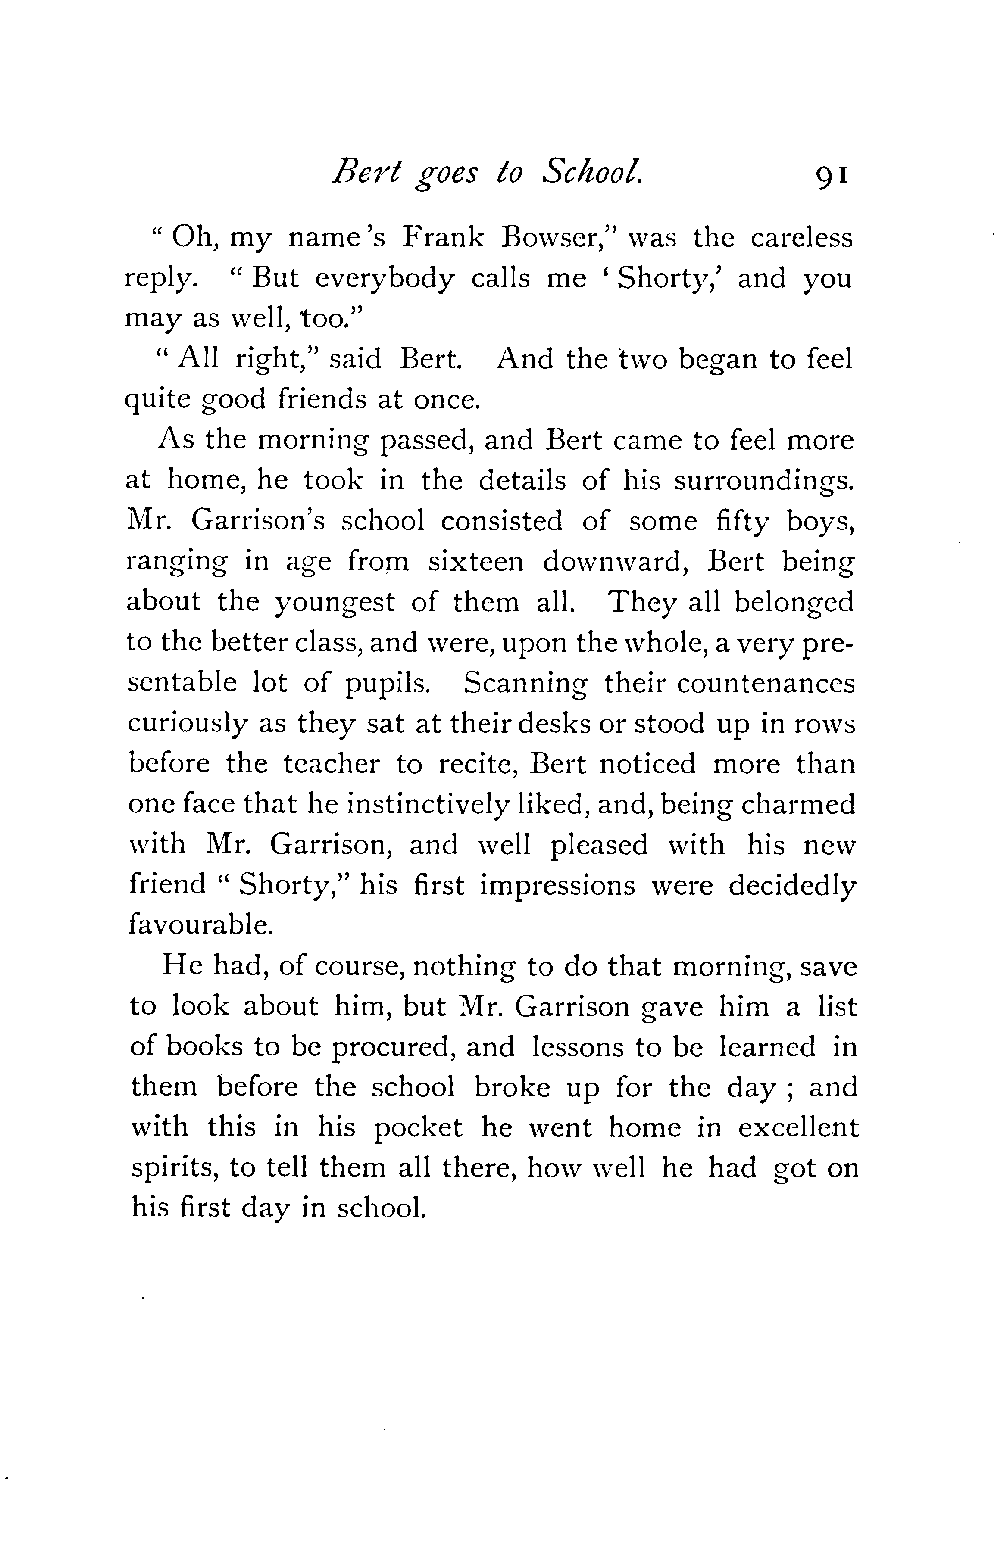 Bert goes to School. 91
“ Oh, my name's Frank Bowser,” was the careless
reply. “ But everybody calls me ‘ Shorty,’ and you
may as well, too.”
“ All right,” said Bert. And the two began to feel
quite good friends at once.
As the morning passed, and Bert came to feel more
at home, he took in the details of his surroundings.
Mr. Garrison's school consisted of some fifty boys,
ranging in age from sixteen downward, Bert being
about the youngest of them all. They all belonged
to the better class, and were, upon the whole, a very pre-
sentable lot of pupils. Scanning their countenances
curiously as they sat at their desks or stood up in rows
before the teacher to recite, Bert noticed more than
one face that he instinctively liked, and, being charmed
with Mr. Garrison, and well pleased with his new
friend “ Shorty,” his first impressions were decidedly
favourable.
He had, of course, nothing to do that morning, save
to look about him, but Mr. Garrison gave him a list
of books to be procured, and lessons to be learned in
them before the school broke up for the day ; and
with this in his pocket he went home in excellent
spirits, to tell them all there, how well he had got on
his first day in school.